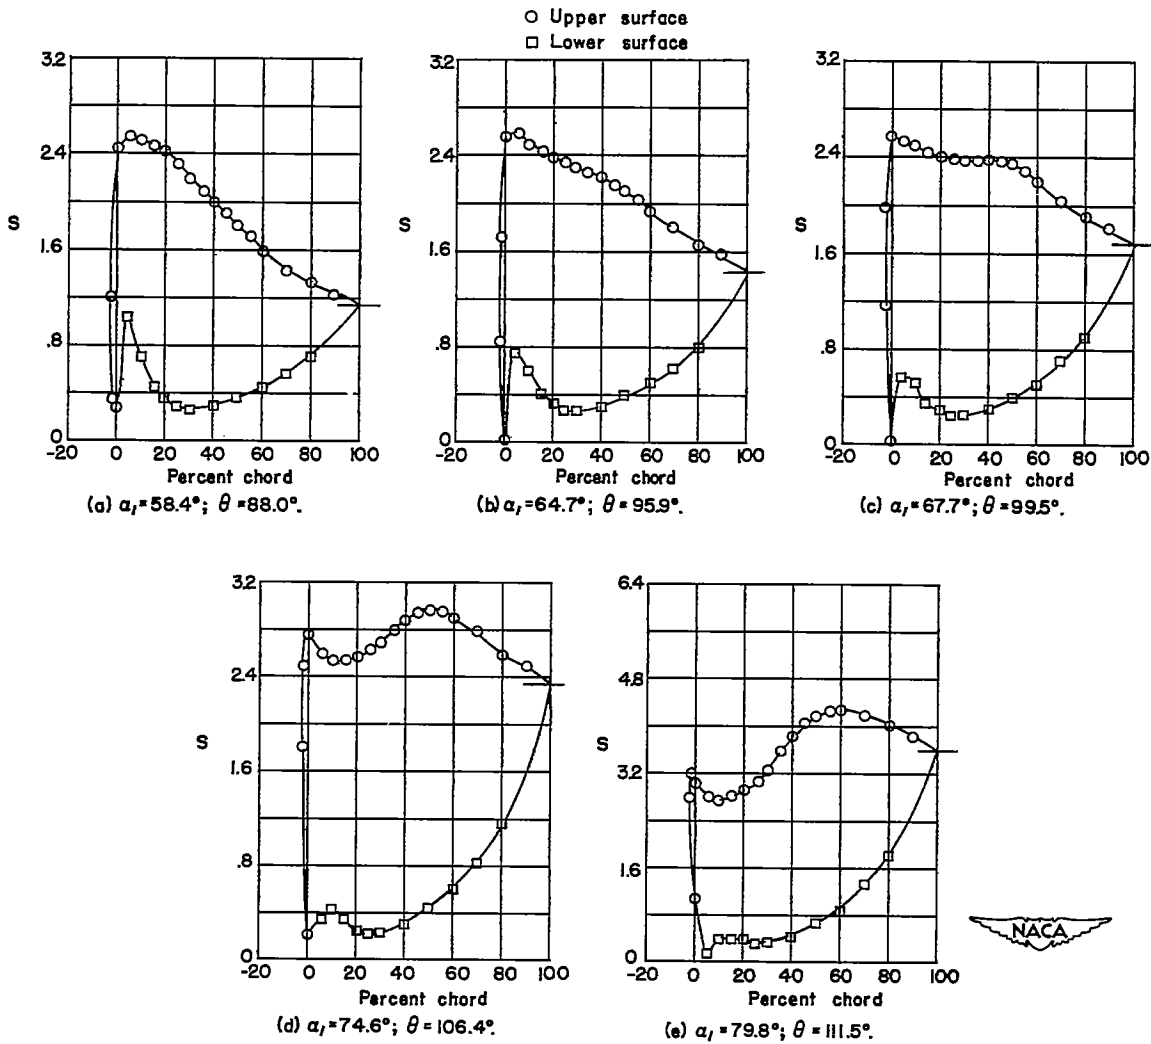 ○ Upper surface
□ Lower surface
3.2
2.4
S
1.6
.8
0
-20 0 20 40 60 80 100
Percent chord
(a) α₁=58.4°; θ=88.0°.
3.2
2.4
S
1.6
.8
0
-20 0 20 40 60 80 100
Percent chord
(b) α₁=64.7°; θ=95.9°.
3.2
2.4
S
1.6
.8
0
-20 0 20 40 60 80 100
Percent chord
(c) α₁=67.7°; θ=99.5°.
3.2
2.4
S
1.6
.8
0
-20 0 20 40 60 80 100
Percent chord
(d) α₁=74.6°; θ=106.4°.
6.4
4.8
S
3.2
1.6
0
-20 0 20 40 60 80 100
Percent chord
(e) α₁=79.8°; θ=111.5°.
NACA